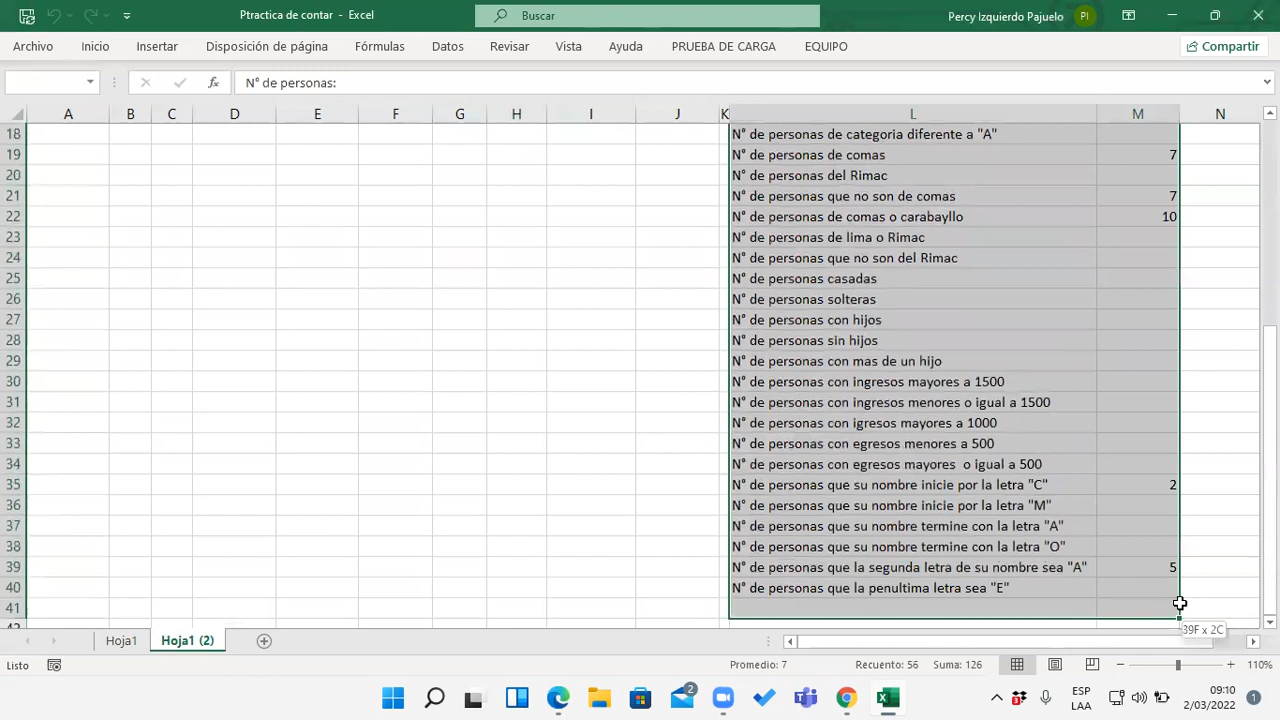 Ptractica de contar - Excel
Buscar
Percy Izquierdo Pajuelo
PI
Archivo Inicio Insertar Disposición de página Fórmulas Datos Revisar Vista Ayuda PRUEBA DE CARGA EQUIPO Compartir
fx N° de personas:
A B C D E F G H I J K L M N
18 N° de personas de categoria diferente a "A"
19 N° de personas de comas 7
20 N° de personas del Rimac
21 N° de personas que no son de comas 7
22 N° de personas de comas o carabayllo 10
23 N° de personas de lima o Rimac
24 N° de personas que no son del Rimac
25 N° de personas casadas
26 N° de personas solteras
27 N° de personas con hijos
28 N° de personas sin hijos
29 N° de personas con mas de un hijo
30 N° de personas con ingresos mayores a 1500
31 N° de personas con ingresos menores o igual a 1500
32 N° de personas con igresos mayores a 1000
33 N° de personas con egresos menores a 500
34 N° de personas con egresos mayores o igual a 500
35 N° de personas que su nombre inicie por la letra "C" 2
36 N° de personas que su nombre inicie por la letra "M"
37 N° de personas que su nombre termine con la letra "A"
38 N° de personas que su nombre termine con la letra "O"
39 N° de personas que la segunda letra de su nombre sea "A" 5
40 N° de personas que la penultima letra sea "E"
41
39F x 2C
Hoja1 Hoja1 (2)
Listo Promedio: 7 Recuento: 56 Suma: 126 110%
2
ESP
LAA
09:10
2/03/2022
1